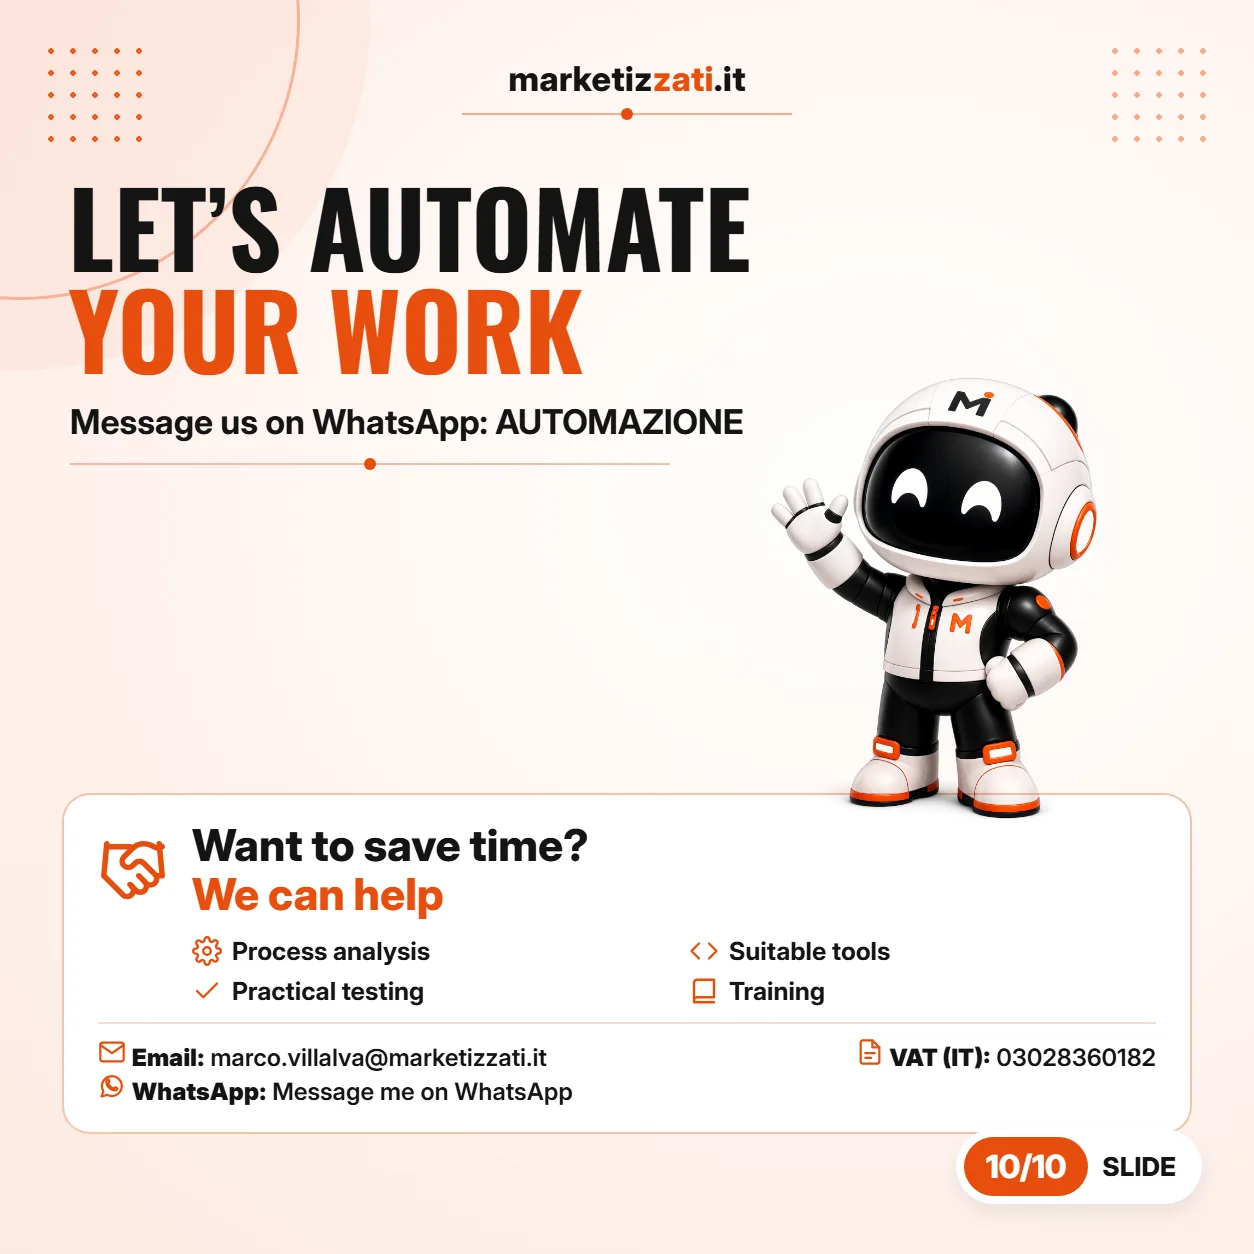 marketizzati.it
LET’S AUTOMATE
YOUR WORK
Message us on WhatsApp: AUTOMAZIONE
M
M
Want to save time?
We can help
Process analysis
Suitable tools
Practical testing
Training
Email: marco.villalva@marketizzati.it
VAT (IT): 03028360182
WhatsApp: Message me on WhatsApp
10/10 SLIDE